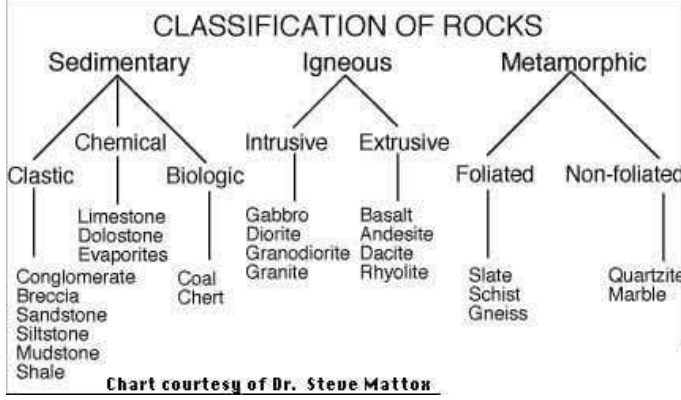 CLASSIFICATION OF ROCKS
Sedimentary
Igneous
Metamorphic
Clastic
Chemical
Biologic
Intrusive
Extrusive
Foliated
Non-foliated
Conglomerate
Breccia
Sandstone
Siltstone
Mudstone
Shale
Limestone
Dolostone
Evaporites
Coal
Chert
Gabbro
Diorite
Granodiorite
Granite
Basalt
Andesite
Dacite
Rhyolite
Slate
Schist
Gneiss
Quartzite
Marble
Chart courtesy of Dr. Steve Mattox